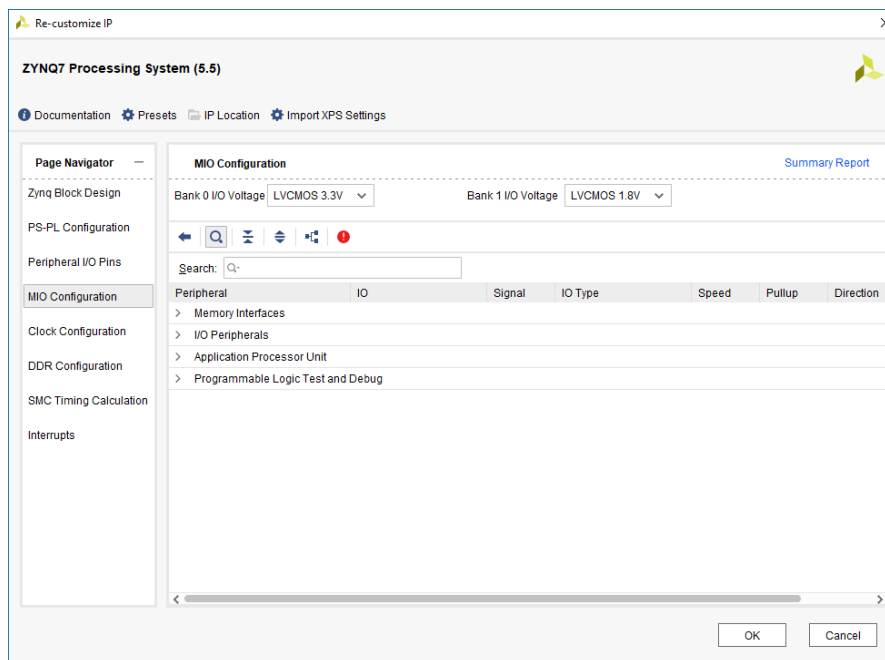 Re-customize IP
ZYNQ7 Processing System (5.5)
Documentation Presets IP Location Import XPS Settings
Page Navigator
Zynq Block Design
PS-PL Configuration
Peripheral I/O Pins
MIO Configuration
Clock Configuration
DDR Configuration
SMC Timing Calculation
Interrupts
MIO Configuration Summary Report
Bank 0 I/O Voltage LVCMOS 3.3V Bank 1 I/O Voltage LVCMOS 1.8V
Search:
Peripheral IO Signal IO Type Speed Pullup Direction
Memory Interfaces
I/O Peripherals
Application Processor Unit
Programmable Logic Test and Debug
OK Cancel